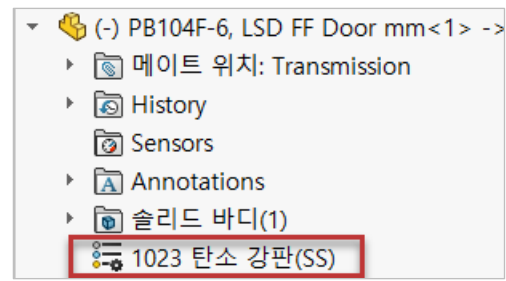 (-) PB104F-6, LSD FF Door mm<1> ->
메이트 위치: Transmission
History
Sensors
A Annotations
솔리드 바디(1)
1023 탄소 강판(SS)